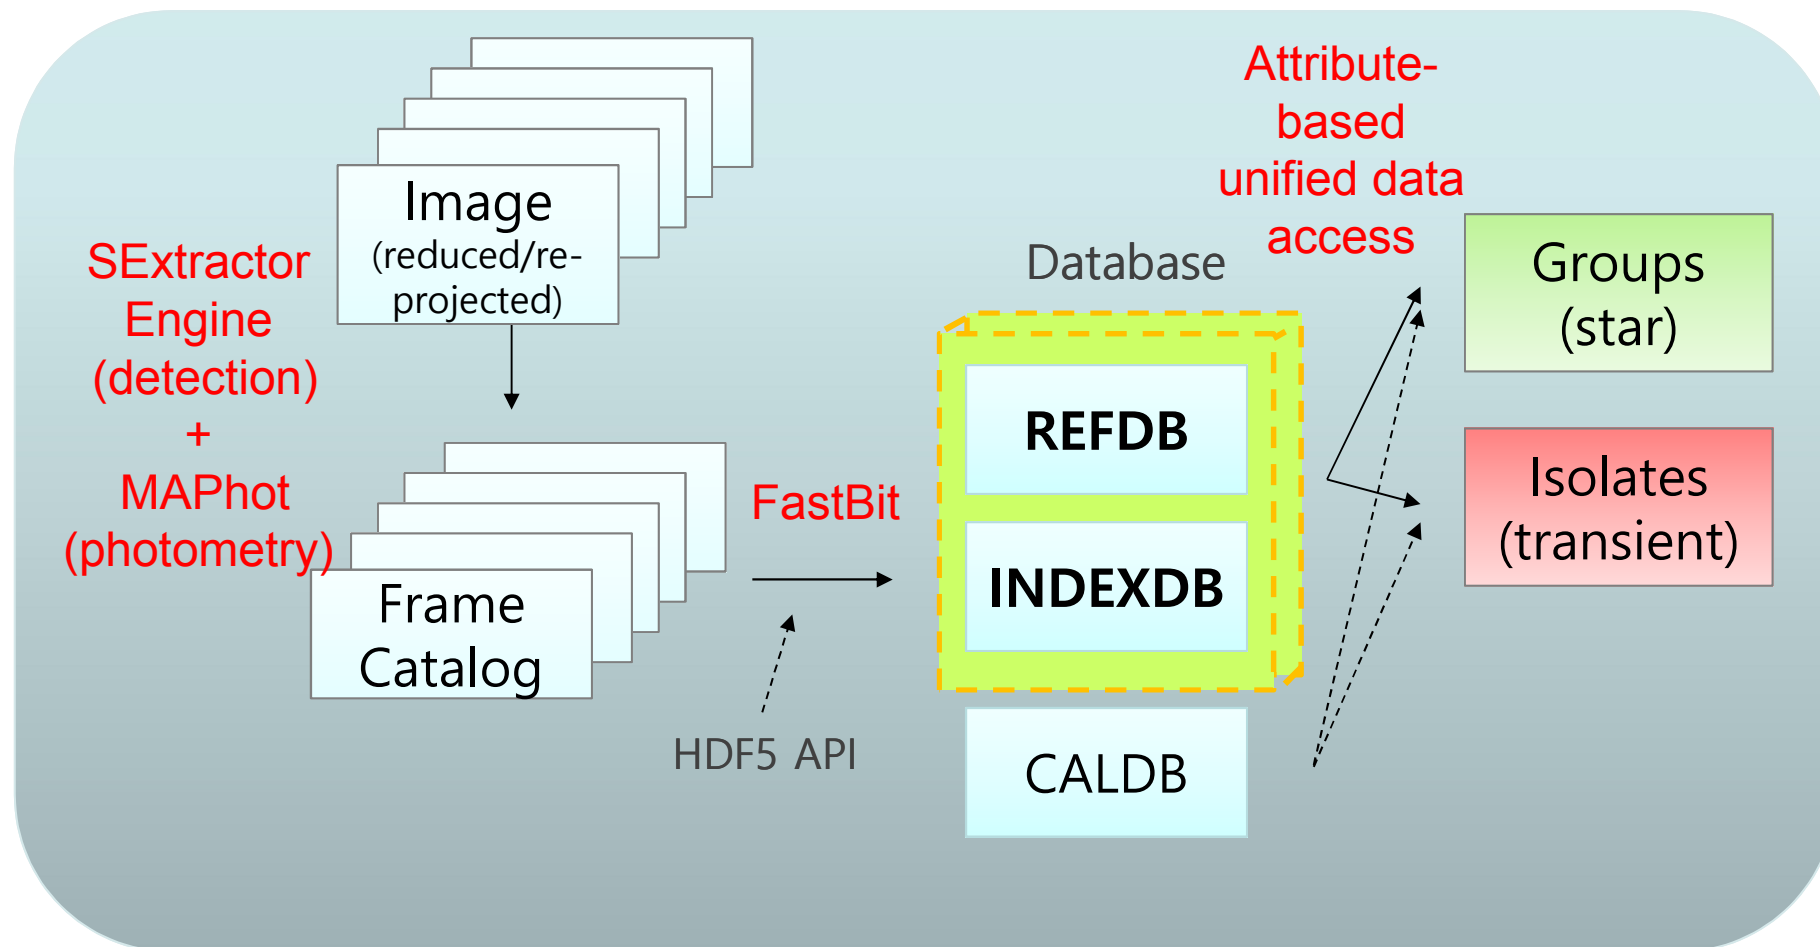 Image
(reduced/re-
projected)
SExtractor
Engine
(detection)
+
MAPhot
(photometry)
Frame
Catalog
FastBit
HDF5 API
Database
REFDB
INDEXDB
CALDB
Attribute-
based
unified data
access
Groups
(star)
Isolates
(transient)